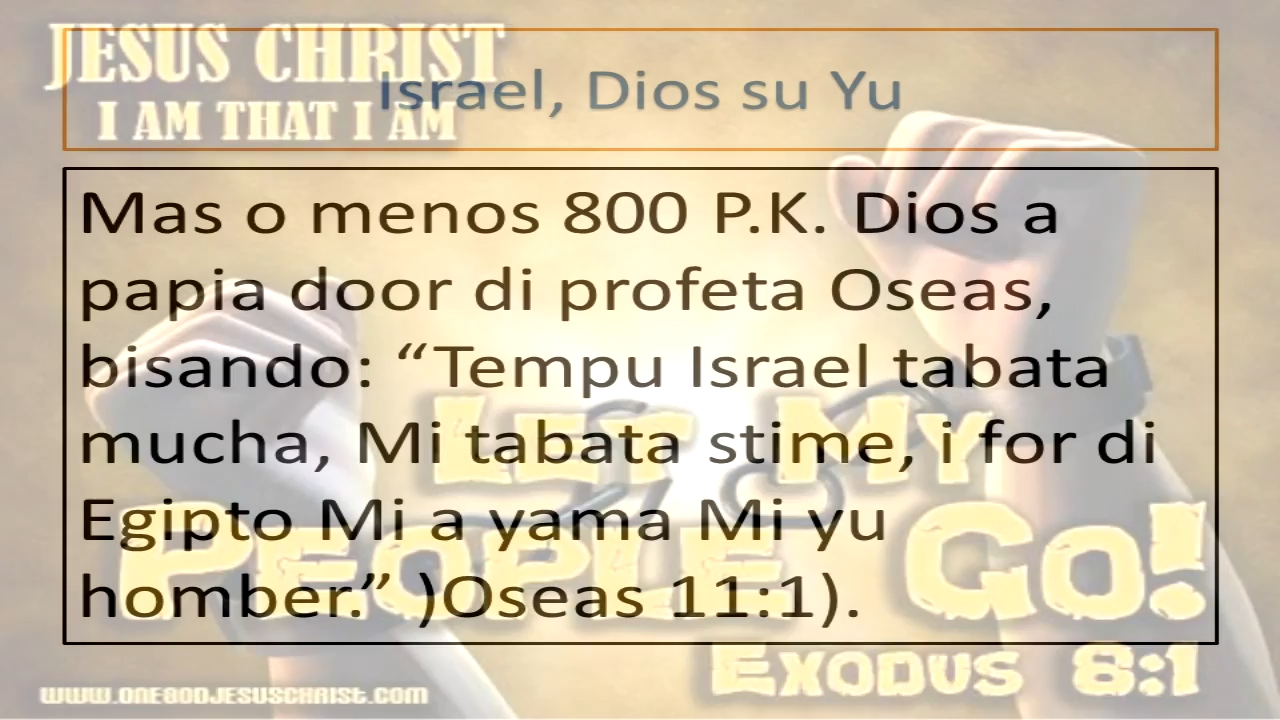 JESUS CHRIST
I AM THAT I AM
Israel, Dios su Yu
Mas o menos 800 P.K. Dios a
papia door di profeta Oseas,
bisando: “Tempu Israel tabata
mucha, Mi tabata stime, i for di
Egipto Mi a yama Mi yu
homber.” )Oseas 11:1).
LET MY
PEOPLE GO!
EXODUS 8:1
WWW.ONEGODJESUSCHRIST.COM